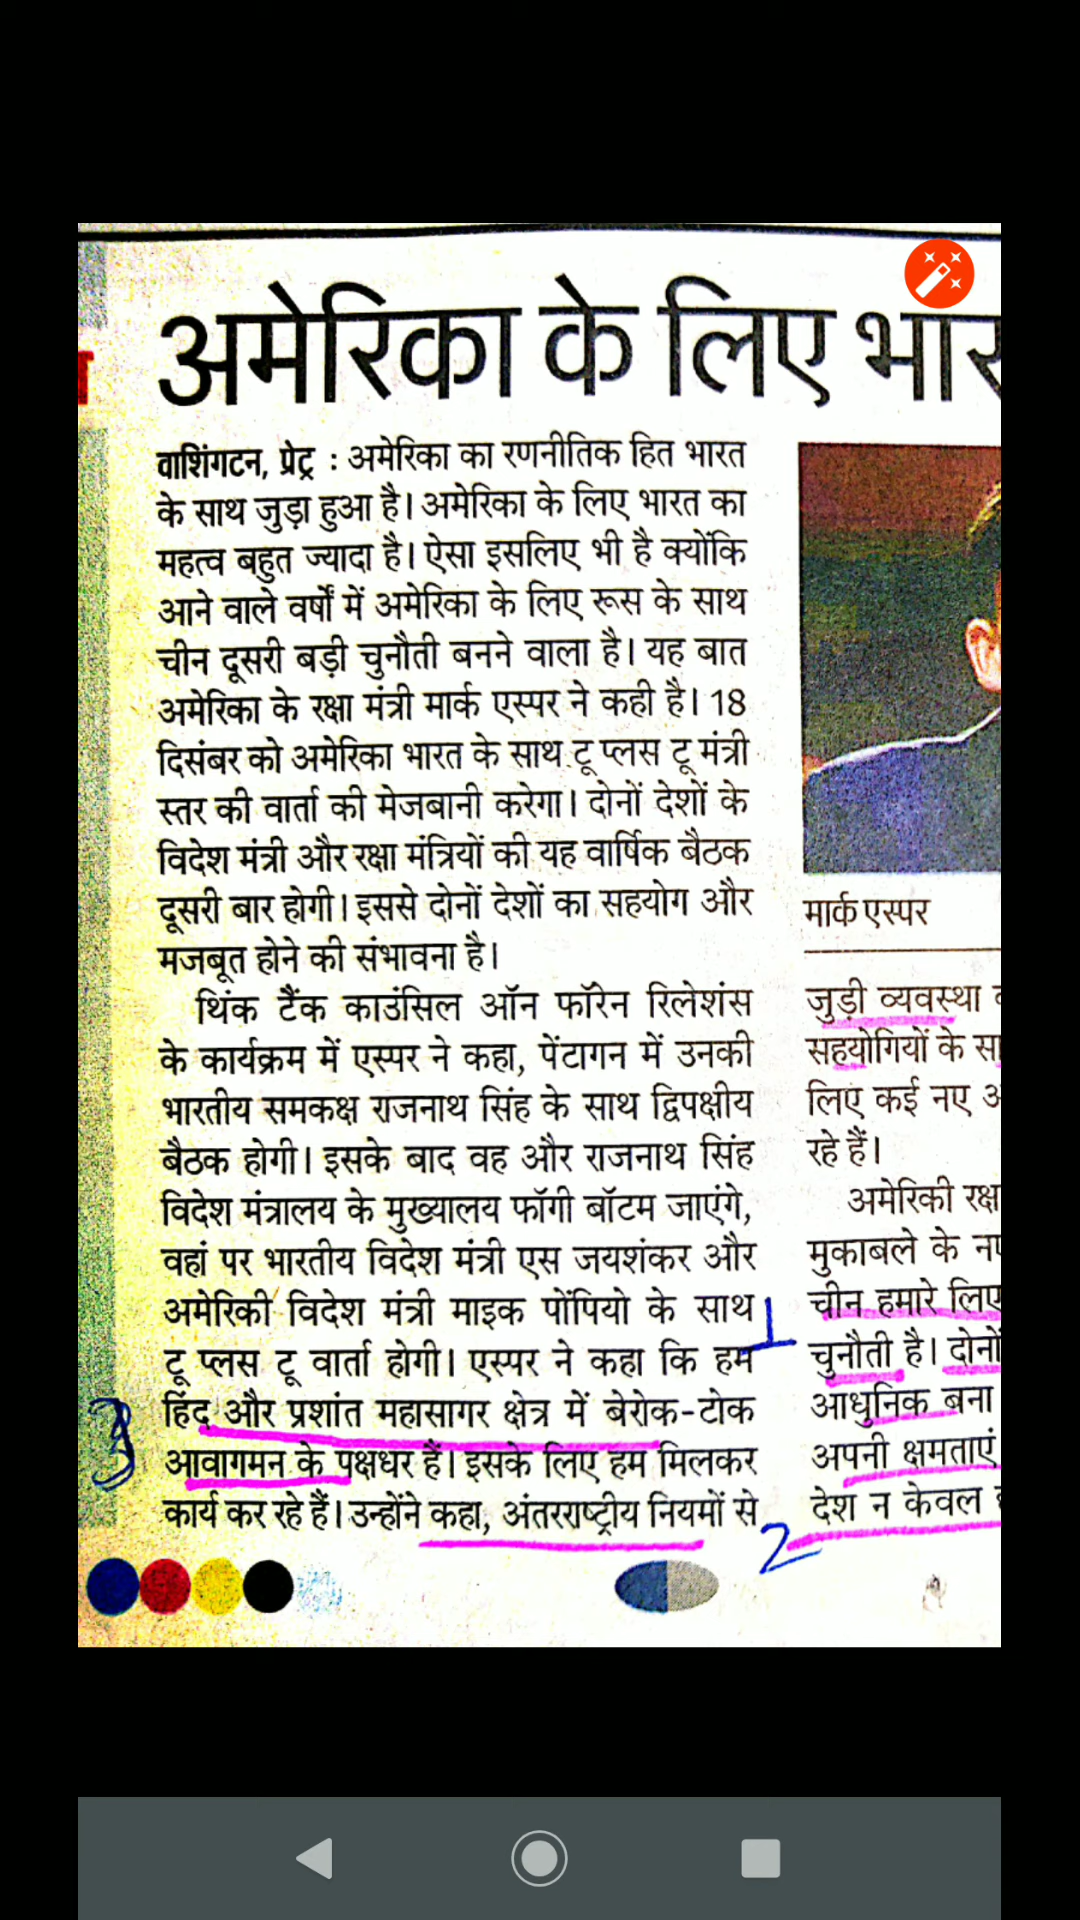 अमेरिका के लिए
वाशिंगटन, प्रेट्र : अमेरिका का रणनीतिक हित भारत
के साथ जुड़ा हुआ है। अमेरिका के लिए भारत का
महत्व बहुत ज्यादा है। ऐसा इसलिए भी है क्योंकि
आने वाले वर्षों में अमेरिका के लिए रूस के साथ
चीन दूसरी बड़ी चुनौती बनने वाला है। यह बात
अमेरिका के रक्षा मंत्री मार्क एस्पर ने कही है। 18
दिसंबर को अमेरिका भारत के साथ टू प्लस टू मंत्री
स्तर की वार्ता की मेजबानी करेगा। दोनों देशों के
विदेश मंत्री और रक्षा मंत्रियों की यह वार्षिक बैठक
दूसरी बार होगी। इससे दोनों देशों का सहयोग और
मजबूत होने की संभावना है।
थिंक टैंक काउंसिल ऑन फॉरेन रिलेशंस
के कार्यक्रम में एस्पर ने कहा, पेंटागन में उनकी
भारतीय समकक्ष राजनाथ सिंह के साथ द्विपक्षीय
बैठक होगी। इसके बाद वह और राजनाथ सिंह
विदेश मंत्रालय के मुख्यालय फॉगी बॉटम जाएंगे,
वहां पर भारतीय विदेश मंत्री एस जयशंकर और
अमेरिकी विदेश मंत्री माइक पोंपियो के साथ
टू प्लस टू वार्ता होगी। एस्पर ने कहा कि हम
3 हिंद और प्रशांत महासागर क्षेत्र में बेरोक-टोक
आवागमन के पक्षधर हैं। इसके लिए हम मिलकर
कार्य कर रहे हैं। उन्होंने कहा, अंतरराष्ट्रीय नियमों से
मार्क एस्पर
जुड़ी व्यवस्था
सहयोगियों के
लिए कई नए
रहे हैं।
अमेरिकी
मुकाबले के
1 चीन हमारे लिए
चुनौती है। दोनों
आधुनिक बना
अपनी क्षमताएं
2 देश न केवल